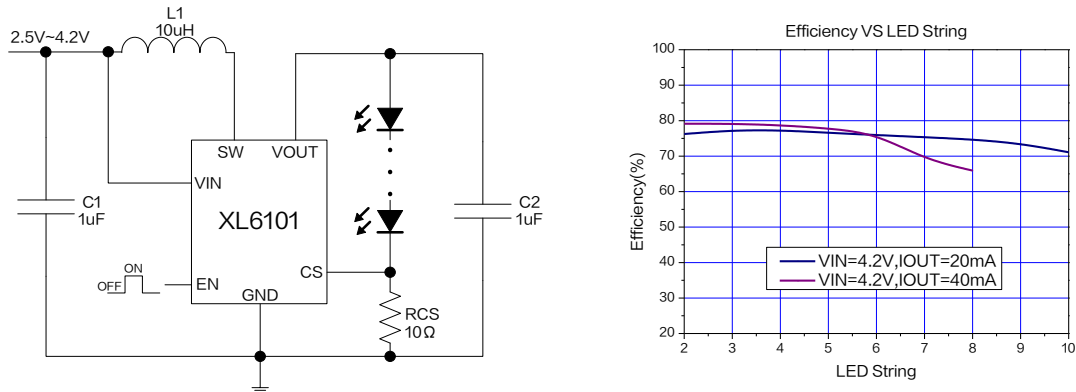 L1
10uH
2.5V~4.2V
SW
VOUT
VIN
XL6101
C1
1uF
C2
1uF
ON
OFF
EN
CS
GND
RCS
10Ω
Efficiency VS LED String
Efficiency(%)
100
90
80
70
60
50
40
30
20
VIN=4.2V,IOUT=20mA
VIN=4.2V,IOUT=40mA
2 3 4 5 6 7 8 9 10
LED String